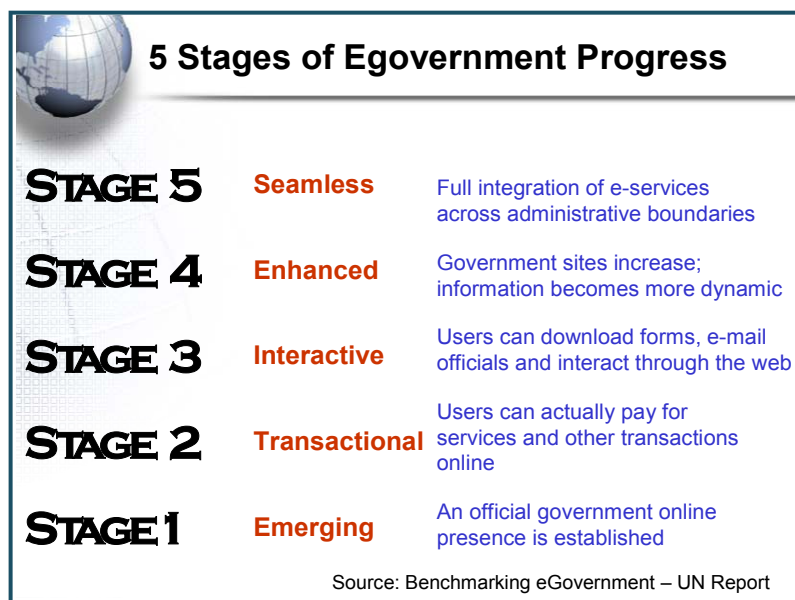 5 Stages of Egovernment Progress
STAGE 5
Seamless
Full integration of e-services
across administrative boundaries
STAGE 4
Enhanced
Government sites increase;
information becomes more dynamic
STAGE 3
Interactive
Users can download forms, e-mail
officials and interact through the web
STAGE 2
Transactional
Users can actually pay for
services and other transactions
online
STAGE 1
Emerging
An official government online
presence is established
Source: Benchmarking eGovernment – UN Report